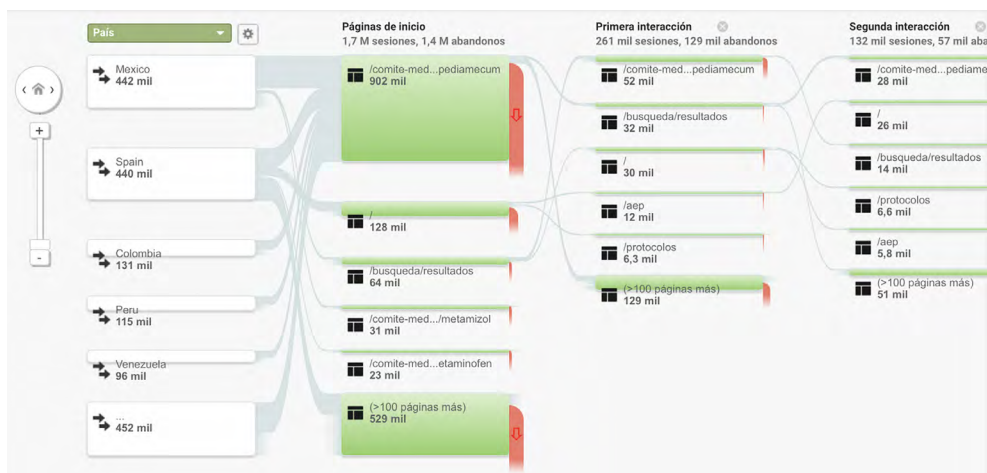 País
Mexico
442 mil
Spain
440 mil
Colombia
131 mil
Peru
115 mil
Venezuela
96 mil
...
452 mil
+
-
Páginas de inicio
1,7 M sesiones, 1,4 M abandonos
/comite-med...pediamecum
902 mil
/
128 mil
/busqueda/resultados
64 mil
/comite-med.../metamizol
31 mil
/comite-med...etaminofen
23 mil
(>100 páginas más)
529 mil
Primera interacción
261 mil sesiones, 129 mil abandonos
/comite-med...pediamecum
52 mil
/busqueda/resultados
32 mil
/
30 mil
/aep
12 mil
/protocolos
6,3 mil
(>100 páginas más)
129 mil
Segunda interacción
132 mil sesiones, 57 mil aba
/comite-med...pediame
28 mil
/
26 mil
/busqueda/resultados
14 mil
/protocolos
6,6 mil
/aep
5,8 mil
(>100 páginas más)
51 mil